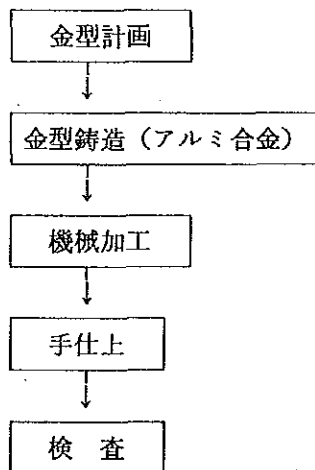 金型計画
金型鋳造（アルミ合金）
機械加工
手仕上
検　査